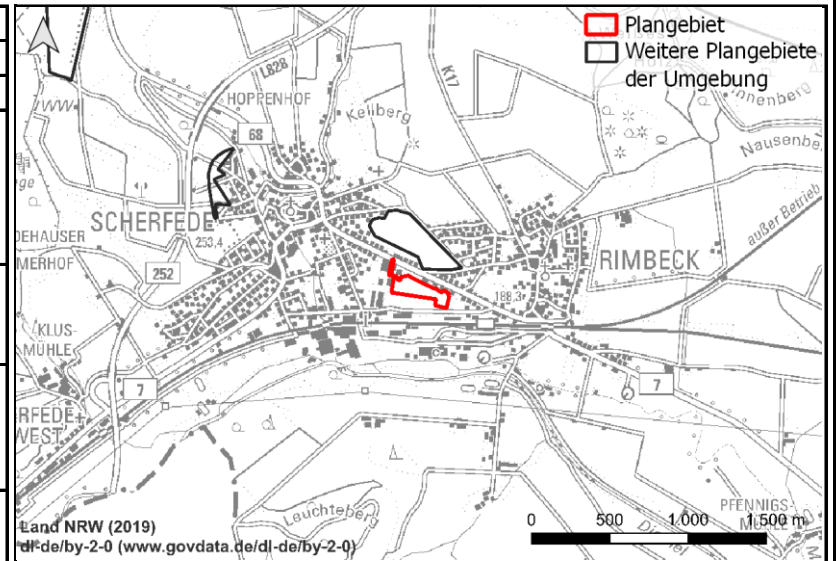 Plangebiet
Weitere Plangebiete
der Umgebung
L828
K17
HOPPENHOF
Kellberg
68
Nausenbe
WW
SCHERFEDE
253,4
außer Betrieb
RIMBECK
252
188,3
KLUS-
MÜHLE
7
7
WEST
Leuchteberg
PFENNIGS-
MÜHLE
Diemel
Land NRW (2019)
dl-de/by-2-0 (www.govdata.de/dl-de/by-2-0)
0 500 1.000 1.500 m